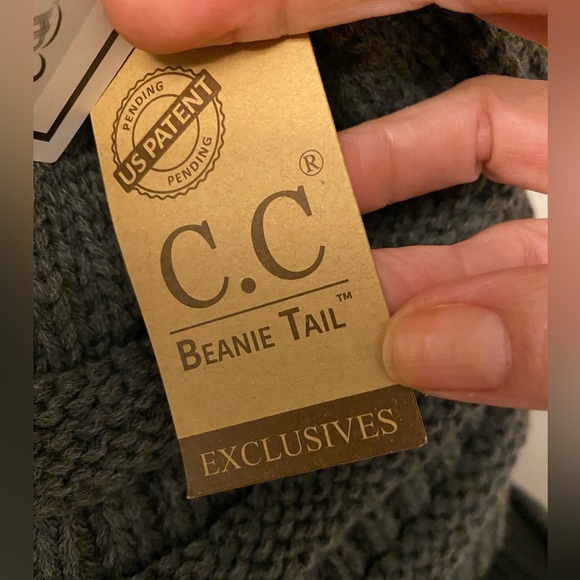 PENDING
US PATENT
PENDING
C.C®
BEANIE TAIL™
EXCLUSIVES